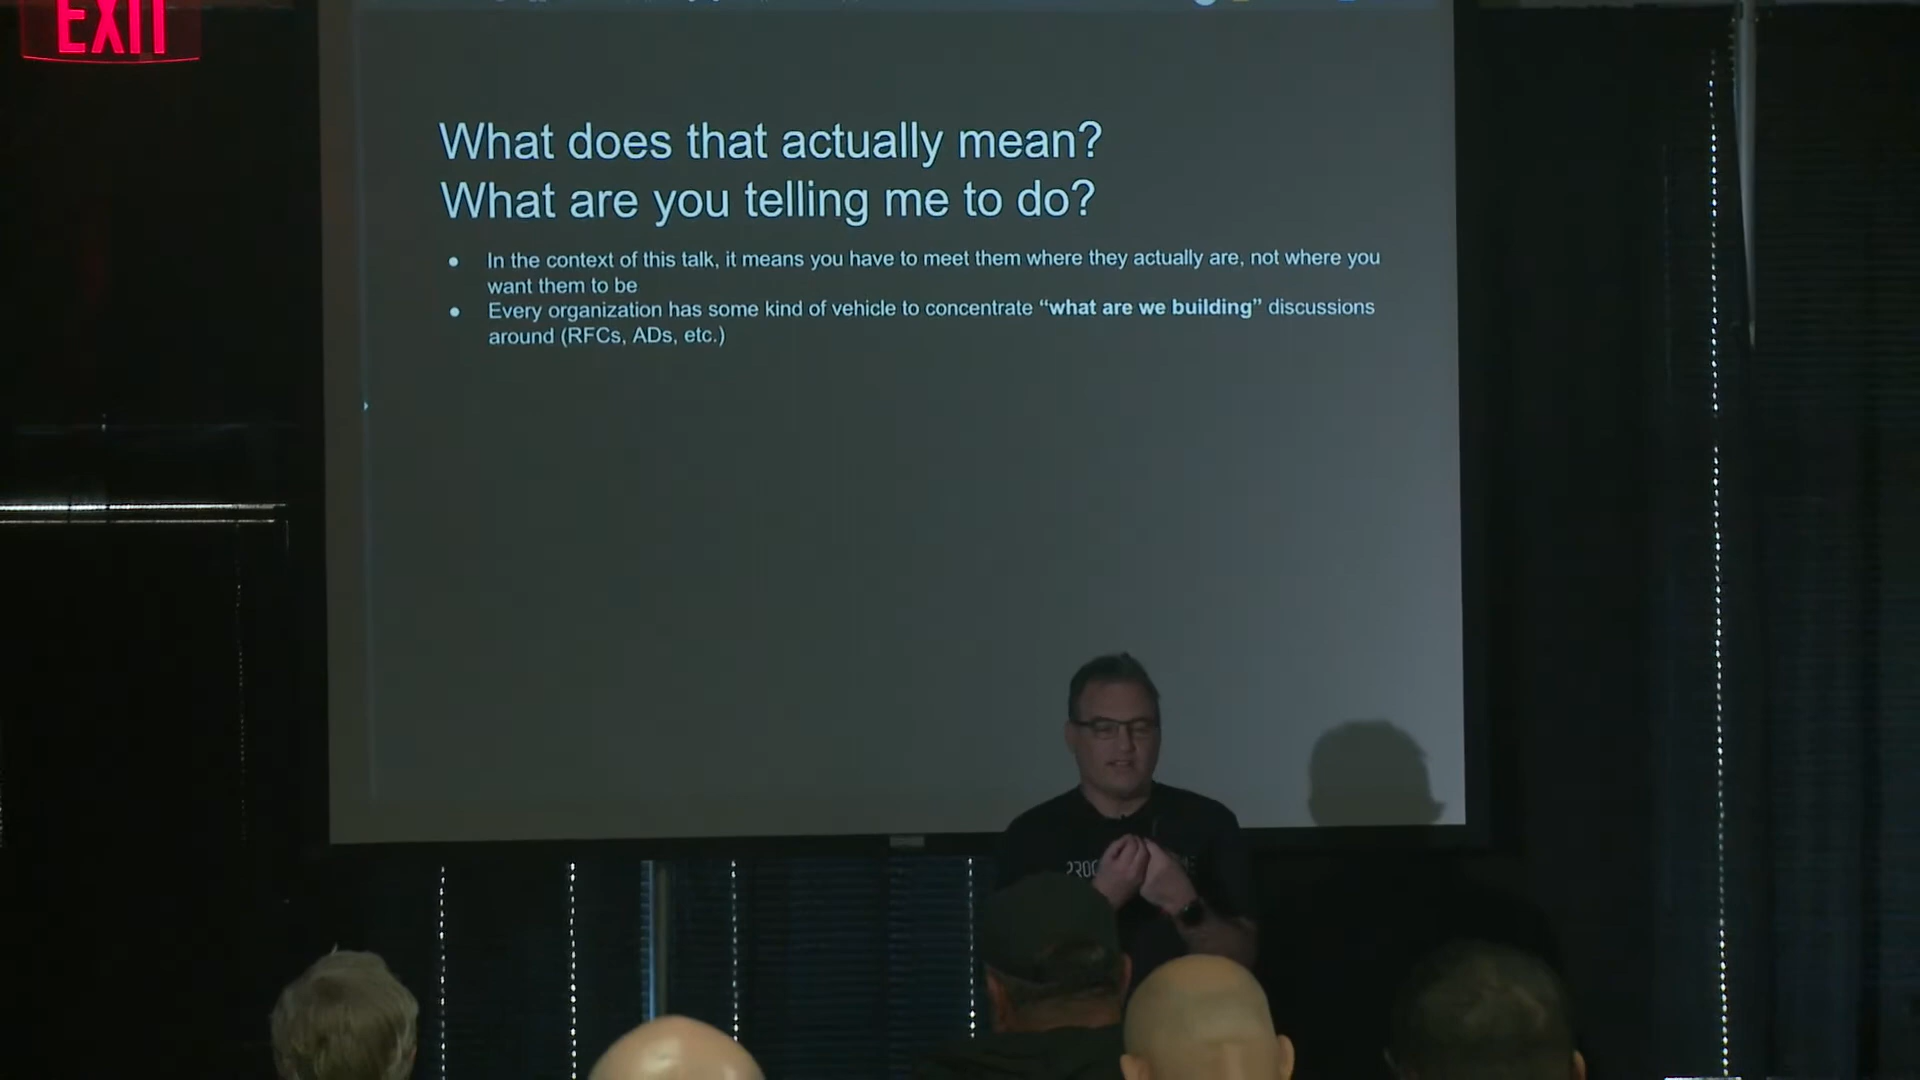 EXIT
What does that actually mean?
What are you telling me to do?
● In the context of this talk, it means you have to meet them where they actually are, not where you
want them to be
● Every organization has some kind of vehicle to concentrate “what are we building” discussions
around (RFCs, ADs, etc.)